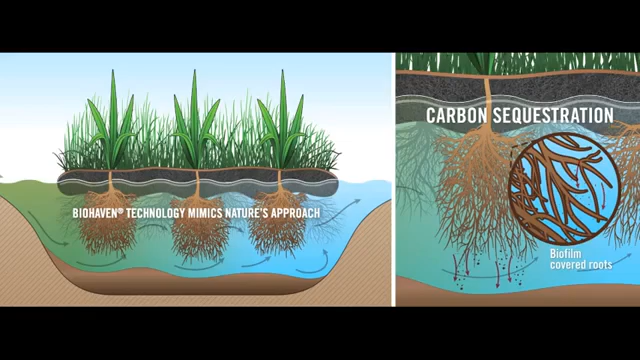 BIOHAVEN® TECHNOLOGY MIMICS NATURE'S APPROACH
CARBON SEQUESTRATION
Biofilm
covered roots